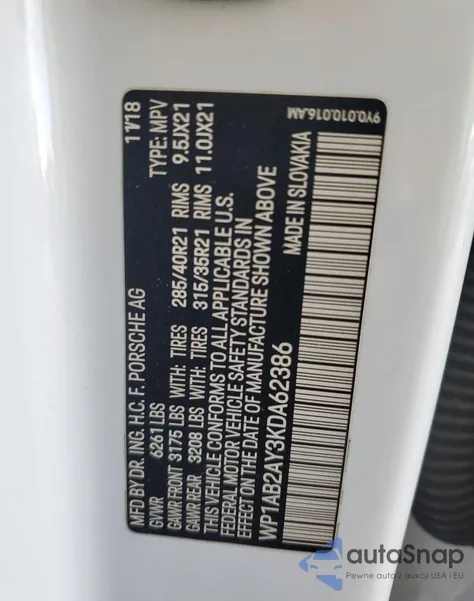 MFD BY DR. ING. H.C. F. PORSCHE AG 11/18
GVWR 6261 LBS TYPE: MPV
GAWR FRONT 3175 LBS WITH: TIRES 285/40R21 RIMS 9.5JX21
GAWR REAR 3208 LBS WITH: TIRES 315/35R21 RIMS 11.0JX21
THIS VEHICLE CONFORMS TO ALL APPLICABLE U.S.
FEDERAL MOTOR VEHICLE SAFETY STANDARDS IN
EFFECT ON THE DATE OF MANUFACTURE SHOWN ABOVE
WP1AB2AY3KDA62386 MADE IN SLOVAKIA
9Y0.010.016.AM
autoSnap
Pewne auto z aukcji USA i EU